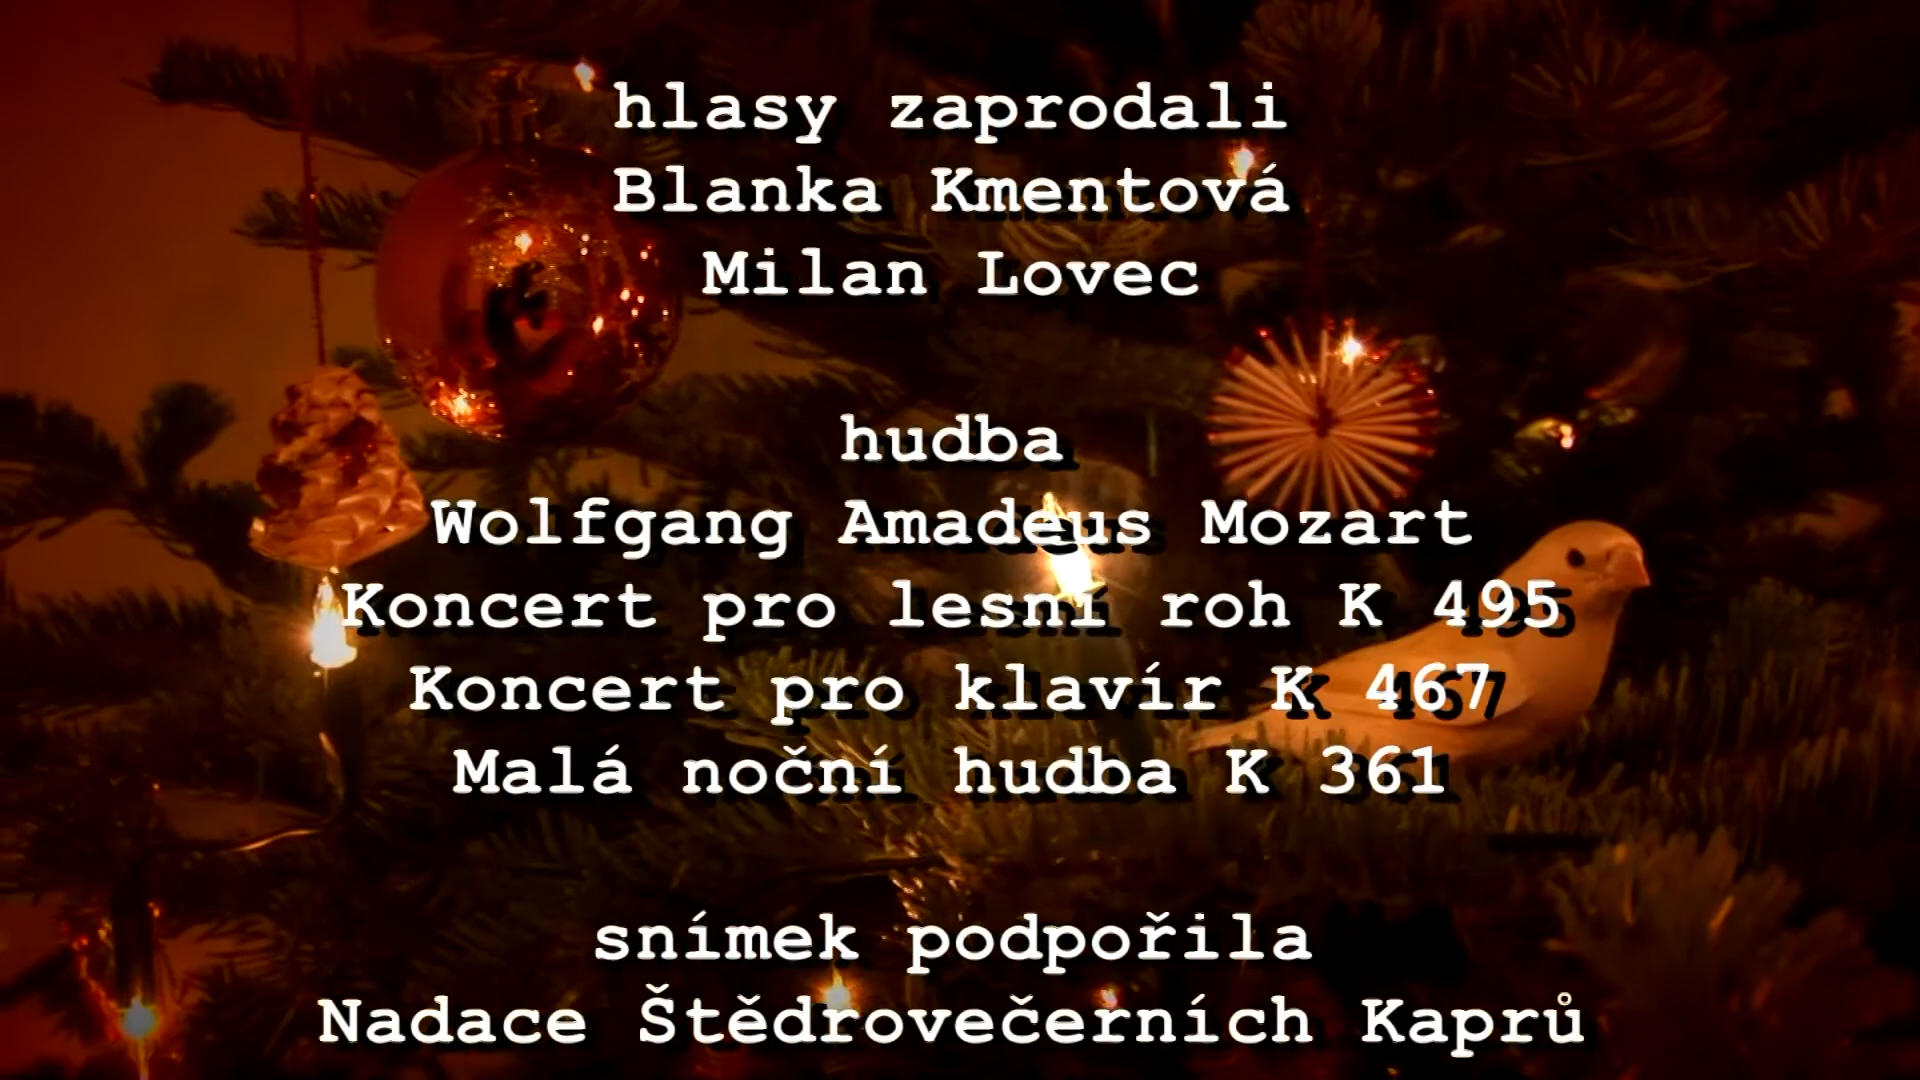 hlasy zaprodali
Blanka Kmentová
Milan Lovec
hudba
Wolfgang Amadeus Mozart
Koncert pro lesní roh K 495
Koncert pro klavír K 467
Malá noční hudba K 361
snímek podpořila
Nadace Štědrovečerních Kaprů